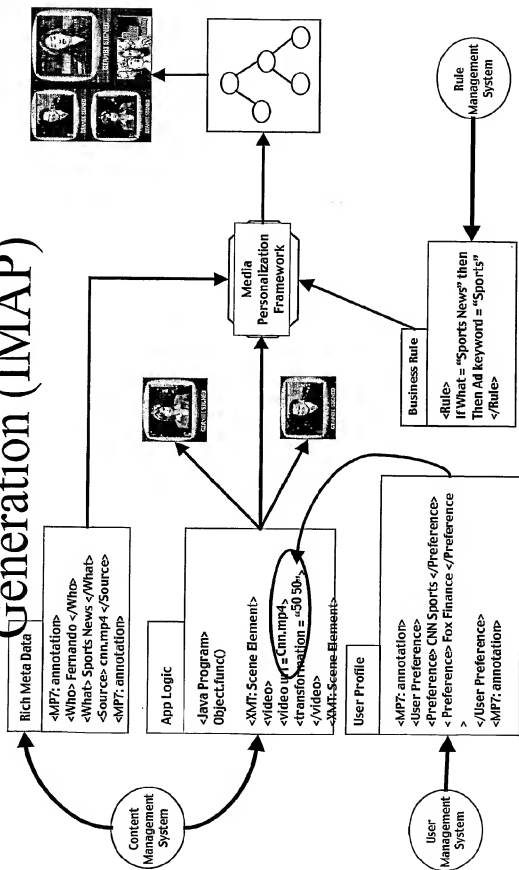 Generation (IMAP)
Content
Management
System
Rich Meta Data
<MP7: annotation>
<Who> Fernando </Who>
<What> Sports News </What>
<Source> cnn.mp4 </Source>
<MP7: annotation>
App Logic
<Java Program>
Object.func()
<XMT: Scene Element>
<video>
<video url =Cnn.mp4>
<transformation = "50 50">
</video>
<XMT: Scene Element>
User
Management
System
User Profile
<MP7: annotation>
<User Preference>
<Preference> CNN Sports </Preference>
< Preference> Fox Finance </Preference
>
</User Preference>
<MP7: annotation>
Media
Personalization
Framework
Business Rule
<Rule>
If What = "Sports News" then
Then Ad keyword = "Sports"
</Rule>
Rule
Management
System